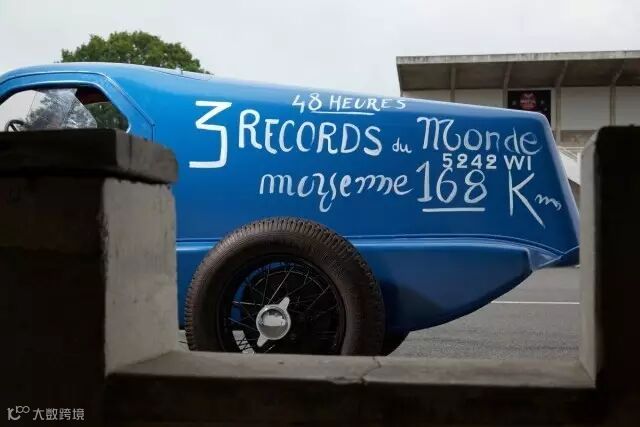 48 HEURES
3 RECORDS du Monde
5242 WI
moyenne 168 Km
大数跨境